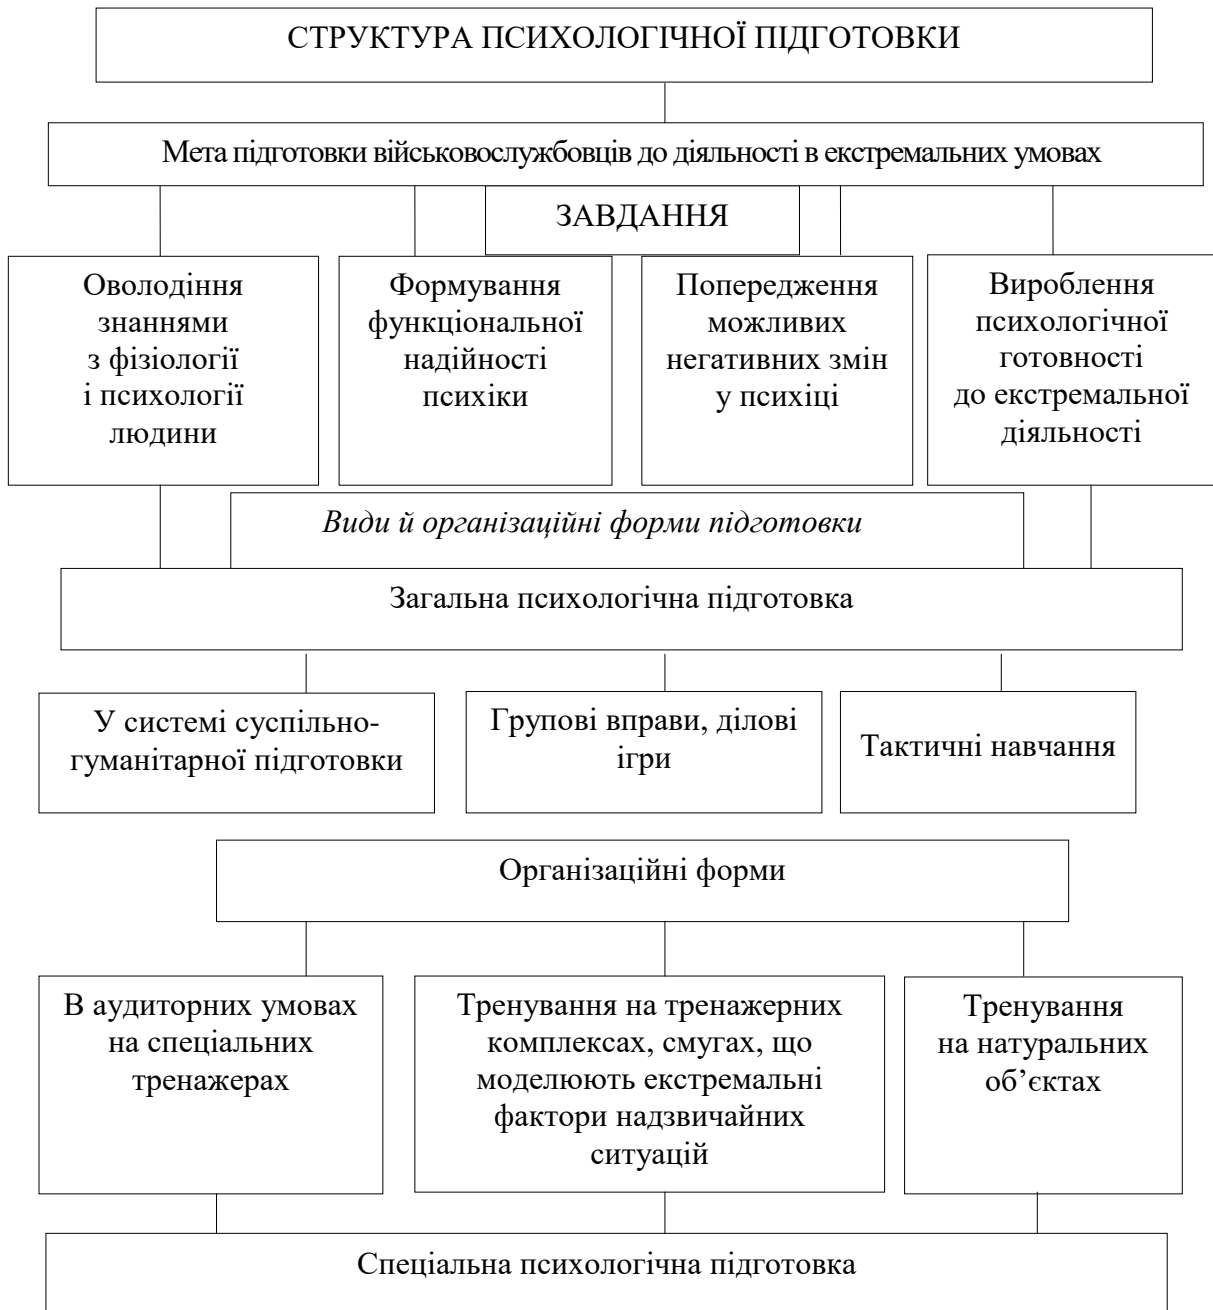 СТРУКТУРА ПСИХОЛОГІЧНОЇ ПІДГОТОВКИ
Мета підготовки військовослужбовців до діяльності в екстремальних умовах
ЗАВДАННЯ
Оволодіння
знаннями
з фізіології
і психології
людини
Формування
функціональної
надійності
психіки
Попередження
можливих
негативних змін
у психіці
Вироблення
психологічної
готовності
до екстремальної
діяльності
Види й організаційні форми підготовки
Загальна психологічна підготовка
У системі суспільно-
гуманітарної підготовки
Групові вправи, ділові
ігри
Тактичні навчання
Організаційні форми
В аудиторних умовах
на спеціальних
тренажерах
Тренування на тренажерних
комплексах, смугах, що
моделюють екстремальні
фактори надзвичайних
ситуацій
Тренування
на натуральних
об’єктах
Спеціальна психологічна підготовка